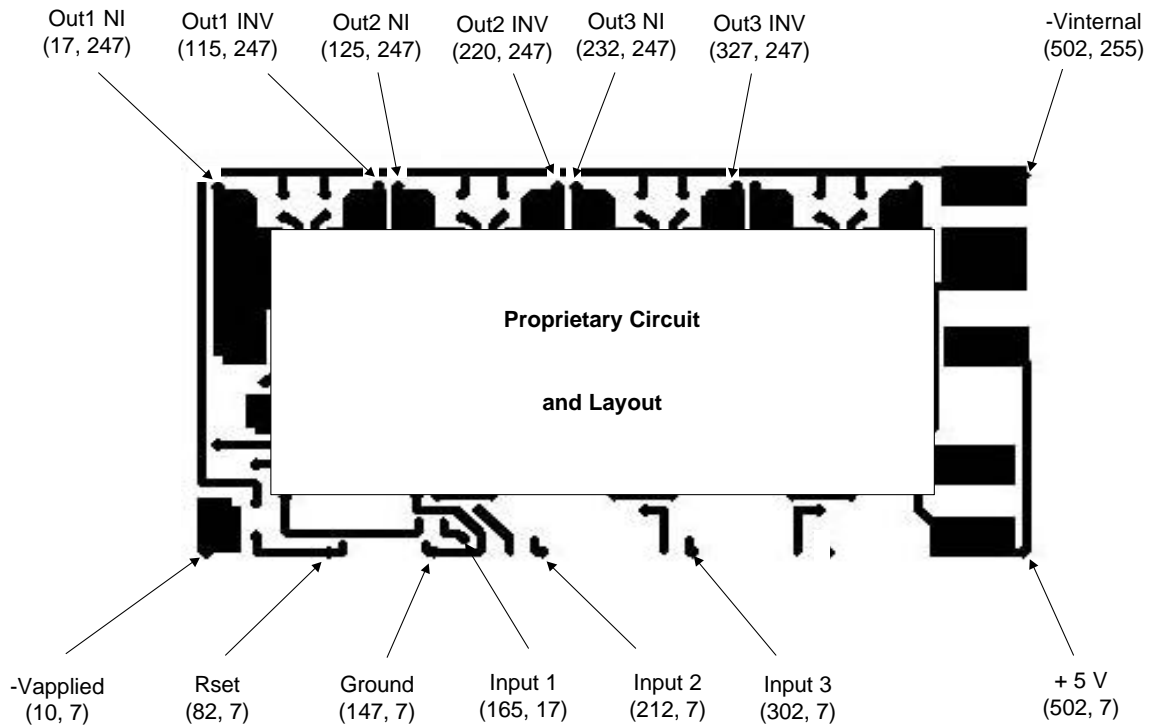 Out1 NI
(17, 247)
Out1 INV
(115, 247)
Out2 NI
(125, 247)
Out2 INV
(220, 247)
Out3 NI
(232, 247)
Out3 INV
(327, 247)
-Vinternal
(502, 255)
Proprietary Circuit
and Layout
-Vapplied
(10, 7)
Rset
(82, 7)
Ground
(147, 7)
Input 1
(165, 17)
Input 2
(212, 7)
Input 3
(302, 7)
+ 5 V
(502, 7)